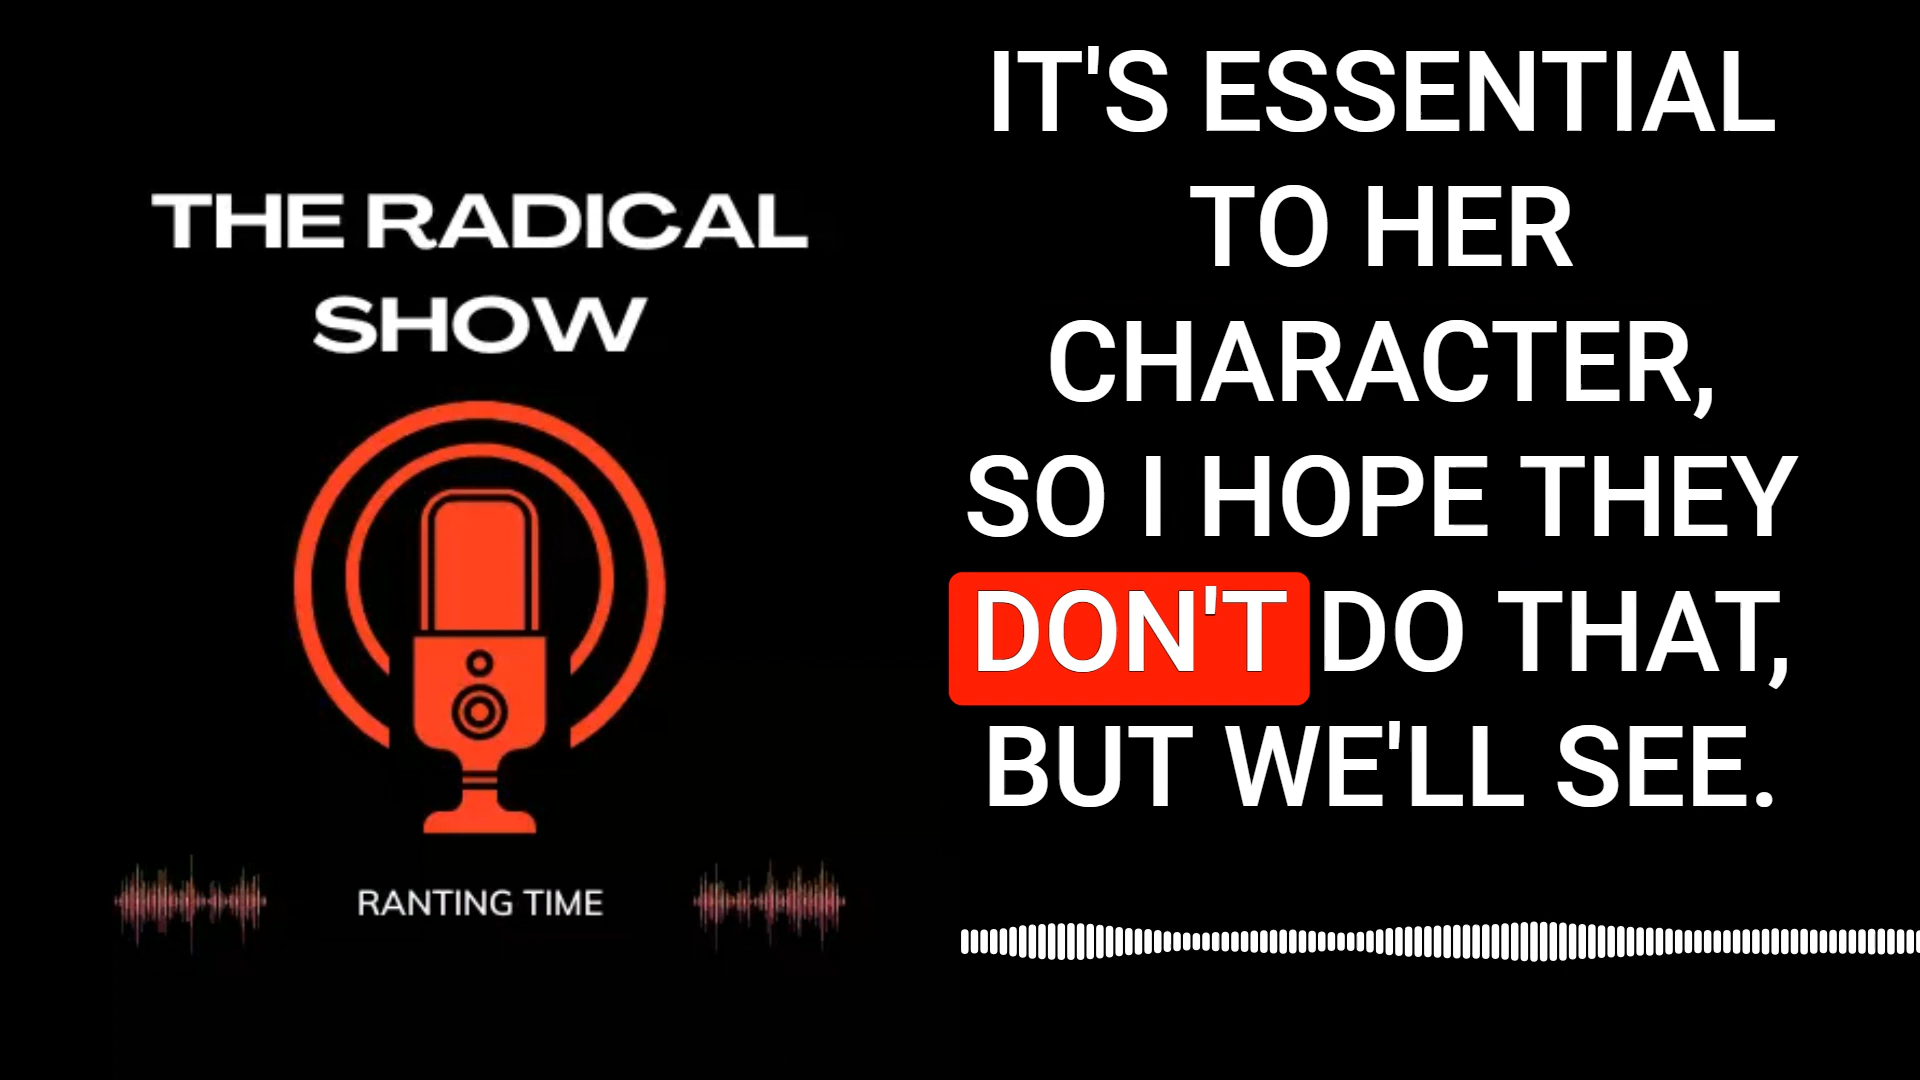 THE RADICAL
SHOW
RANTING TIME
IT'S ESSENTIAL
TO HER
CHARACTER,
SO I HOPE THEY
DON'T DO THAT,
BUT WE'LL SEE.